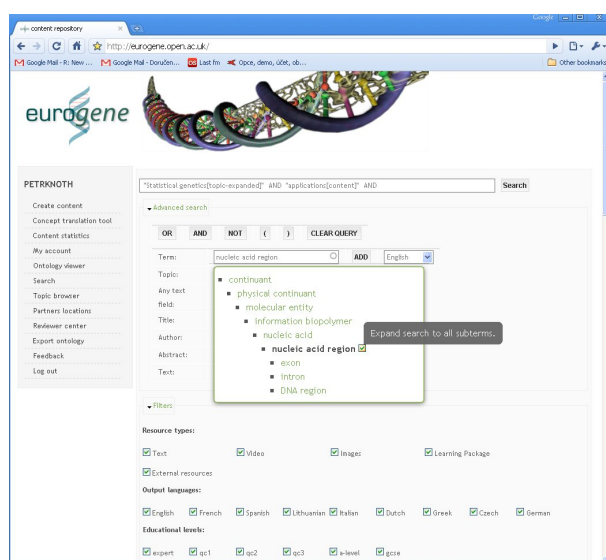 Google
content repository
http://eurogene.open.ac.uk/
Google Mail - R: New ... Google Mail - Doručen... Last fm Opce, demo, účet, ob... Other bookmarks
eurogene
PETRKNOTH
Create content
Concept translation tool
Content statistics
My account
Ontology viewer
Search
Topic browser
Partners locations
Reviewer center
Export ontology
Feedback
Log out
"Statictical genetics[topic-expanded]" AND "applications[content]" AND Search
Advanced search
OR AND NOT ( ) CLEAR QUERY
Term: nucleic acid region ADD English
Topic:
Any text
field:
Title:
Author:
Abstract:
Text:
continuant
physical continuant
molecular entity
information biopolymer
nucleic acid
nucleic acid region
exon
intron
DNA region
Expand search to all subterms.
Filters
Resource types:
Text Video Images Learning Package
External resources
Output languages:
English French Spanish Lithuanian Italian Dutch Greek Czech German
Educational levels:
expert qc1 qc2 qc3 a-level gcse